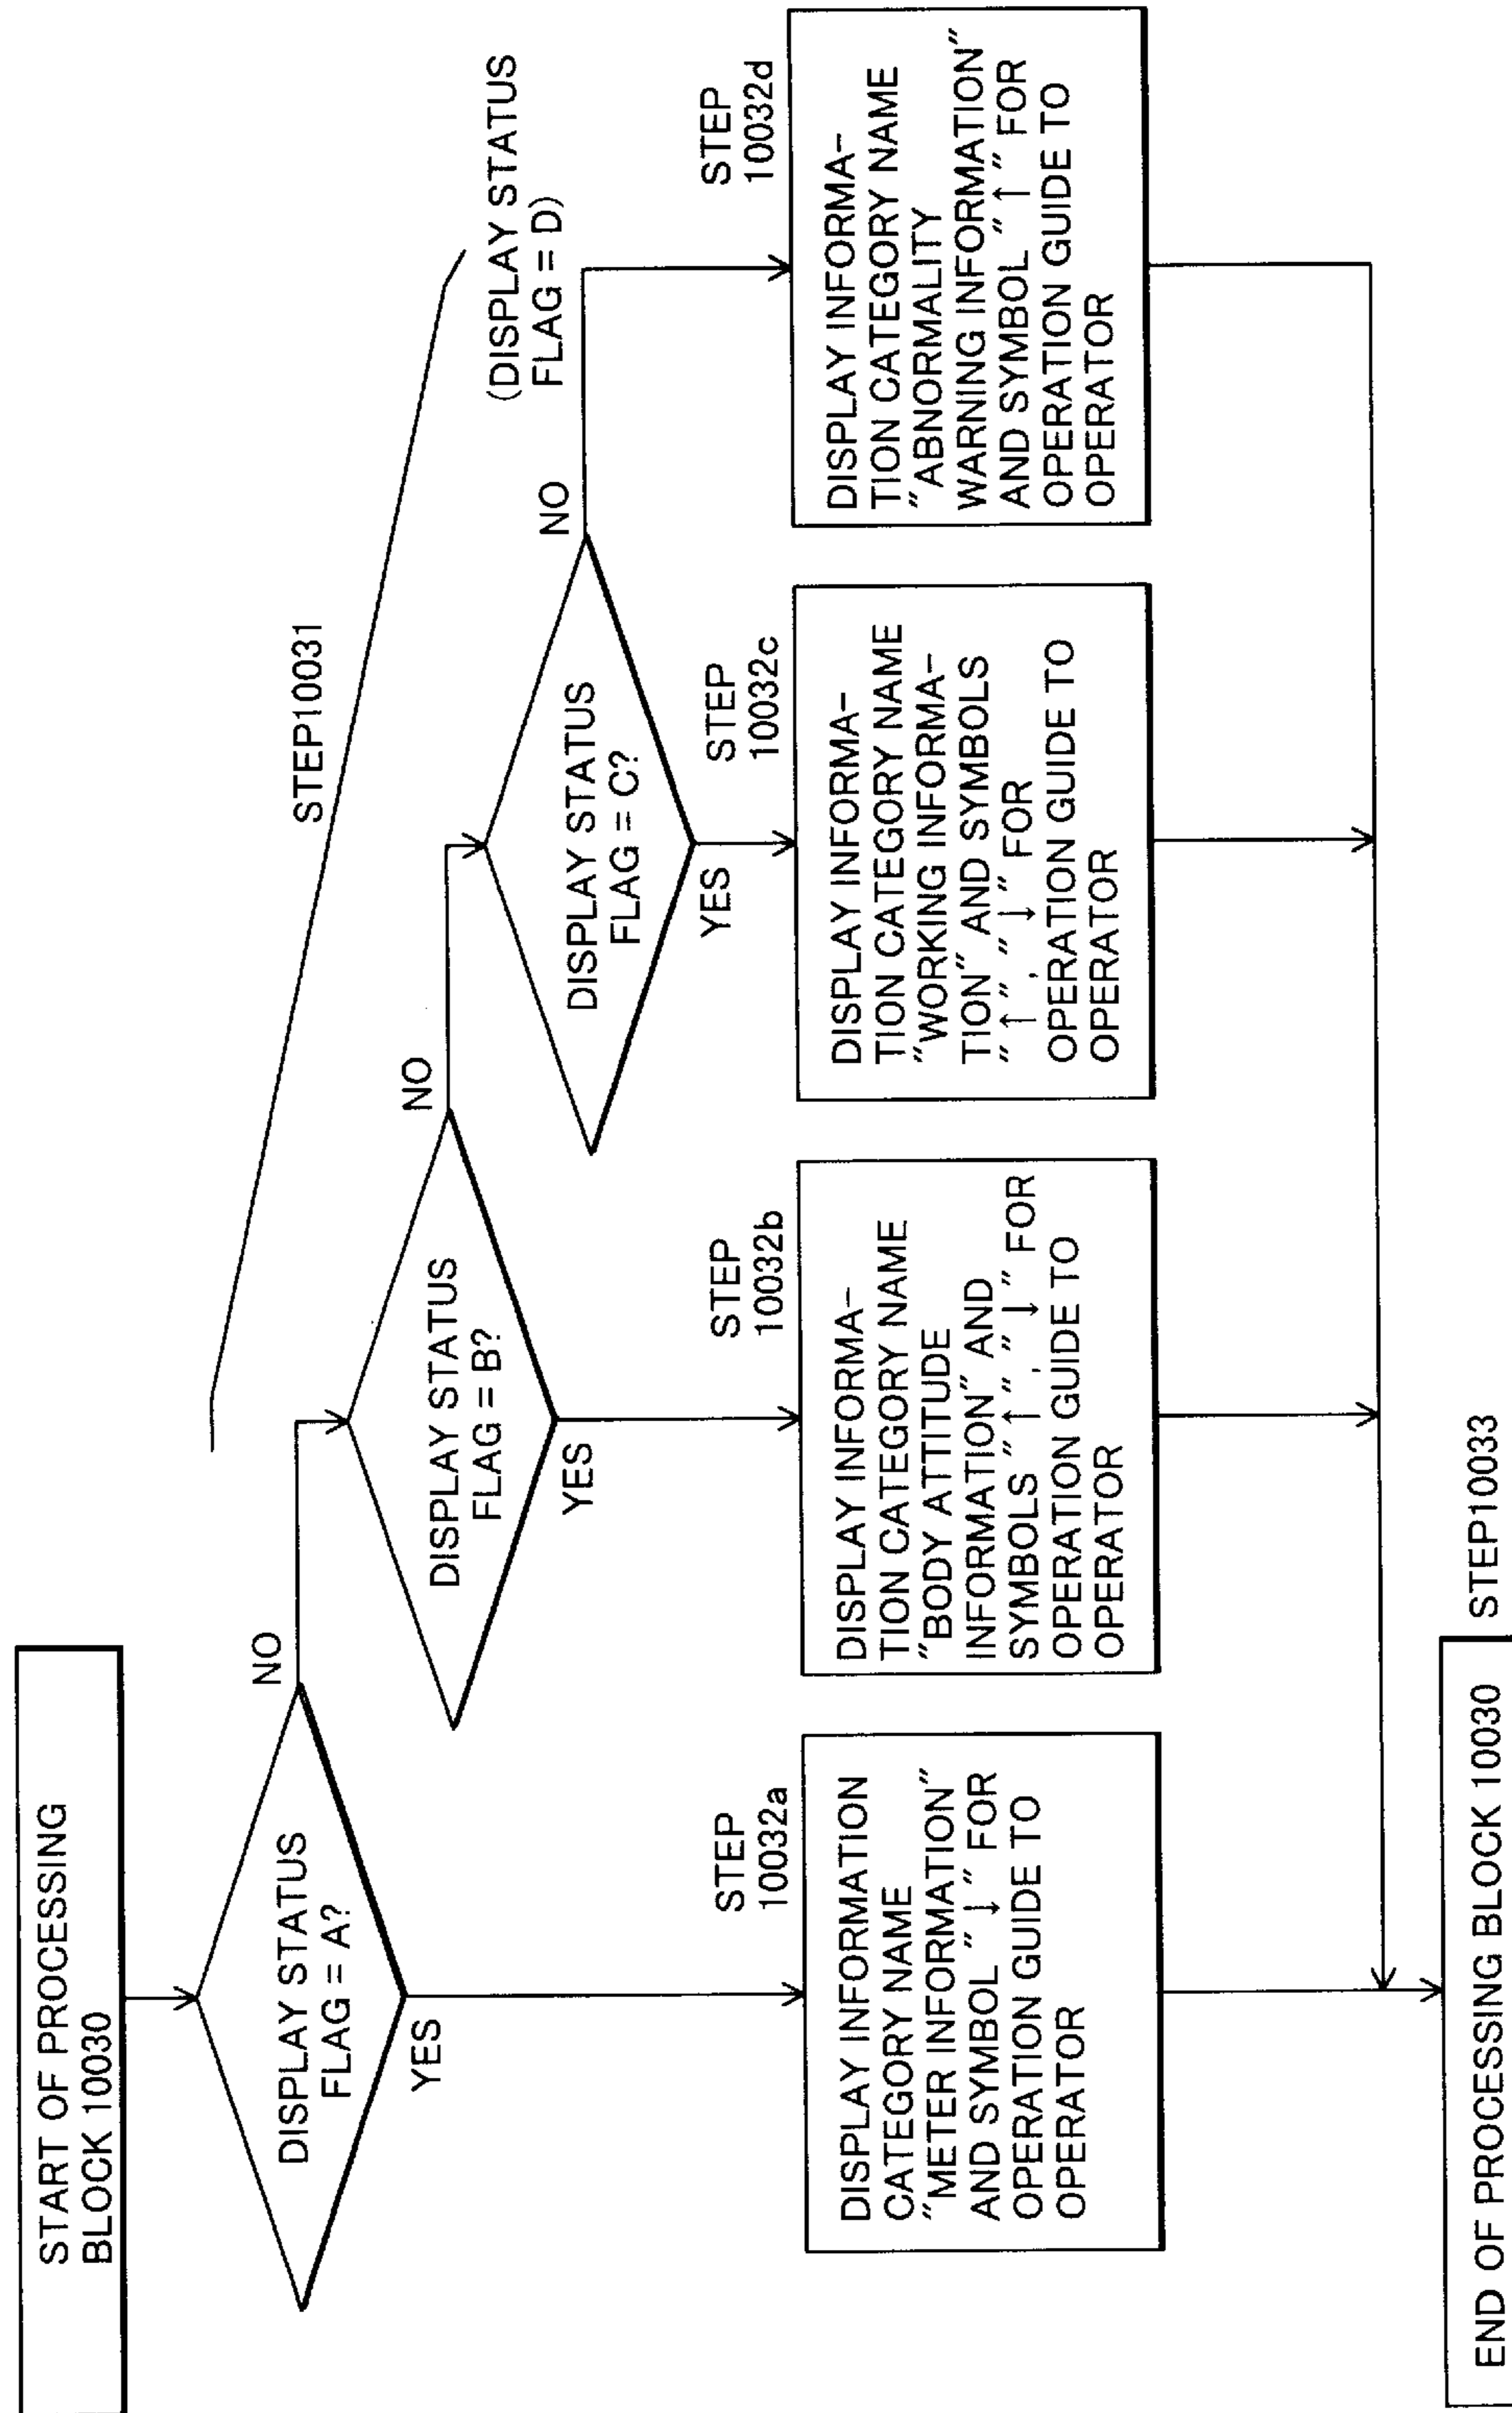 START OF PROCESSING
BLOCK 10030
DISPLAY STATUS
FLAG = A?
NO
YES
STEP10031
DISPLAY STATUS
FLAG = B?
NO
YES
DISPLAY STATUS
FLAG = C?
NO
YES
(DISPLAY STATUS
FLAG = D)
STEP
10032a
DISPLAY INFORMATION
CATEGORY NAME
"METER INFORMATION"
AND SYMBOL "↓" FOR
OPERATION GUIDE TO
OPERATOR
STEP
10032b
DISPLAY INFORMA-
TION CATEGORY NAME
"BODY ATTITUDE
INFORMATION" AND
SYMBOLS "↑", "↓" FOR
OPERATION GUIDE TO
OPERATOR
STEP
10032c
DISPLAY INFORMA-
TION CATEGORY NAME
"WORKING INFORMA-
TION" AND SYMBOLS
"↑", "↓" FOR
OPERATION GUIDE TO
OPERATOR
STEP
10032d
DISPLAY INFORMA-
TION CATEGORY NAME
"ABNORMALITY
WARNING INFORMATION"
AND SYMBOL "↑" FOR
OPERATION GUIDE TO
OPERATOR
END OF PROCESSING BLOCK 10030
STEP10033